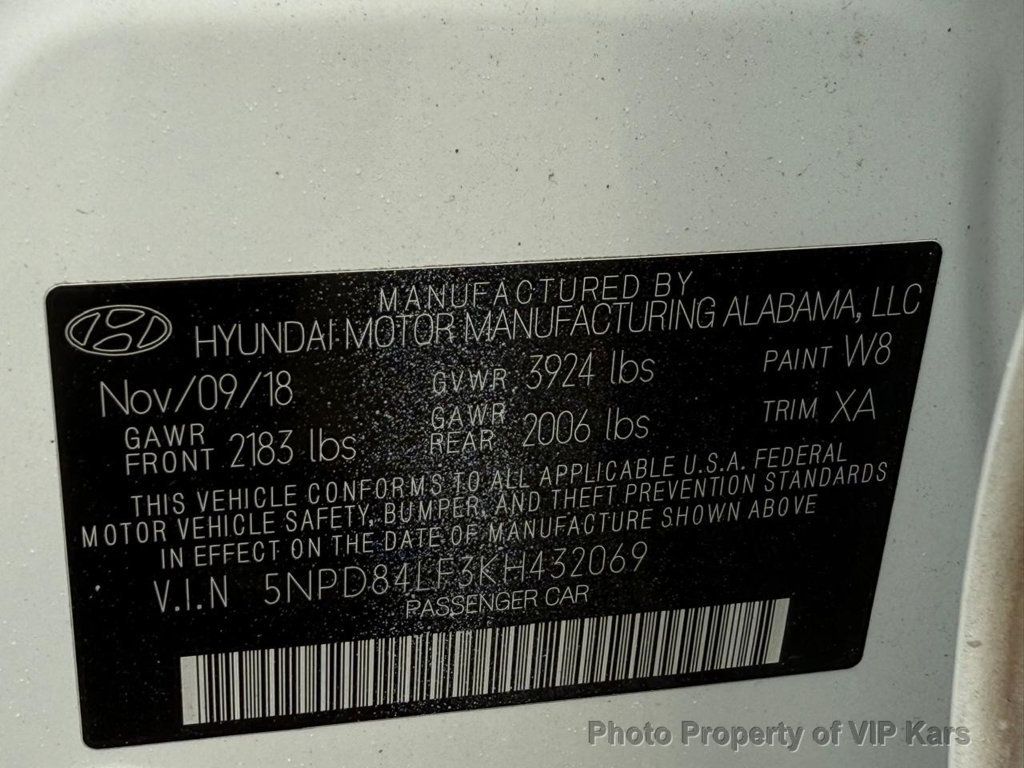 MANUFACTURED BY
HYUNDAI MOTOR MANUFACTURING ALABAMA, LLC
Nov/09/18 GVWR 3924 lbs PAINT W8
GAWR FRONT 2183 lbs GAWR REAR 2006 lbs TRIM XA
THIS VEHICLE CONFORMS TO ALL APPLICABLE U.S.A. FEDERAL
MOTOR VEHICLE SAFETY, BUMPER, AND THEFT PREVENTION STANDARDS
IN EFFECT ON THE DATE OF MANUFACTURE SHOWN ABOVE
V.I.N 5NPD84LF3KH432069
PASSENGER CAR
Photo Property of VIP Kars